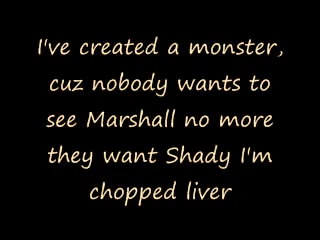 I've created a monster,
cuz nobody wants to
see Marshall no more
they want Shady I'm
chopped liver